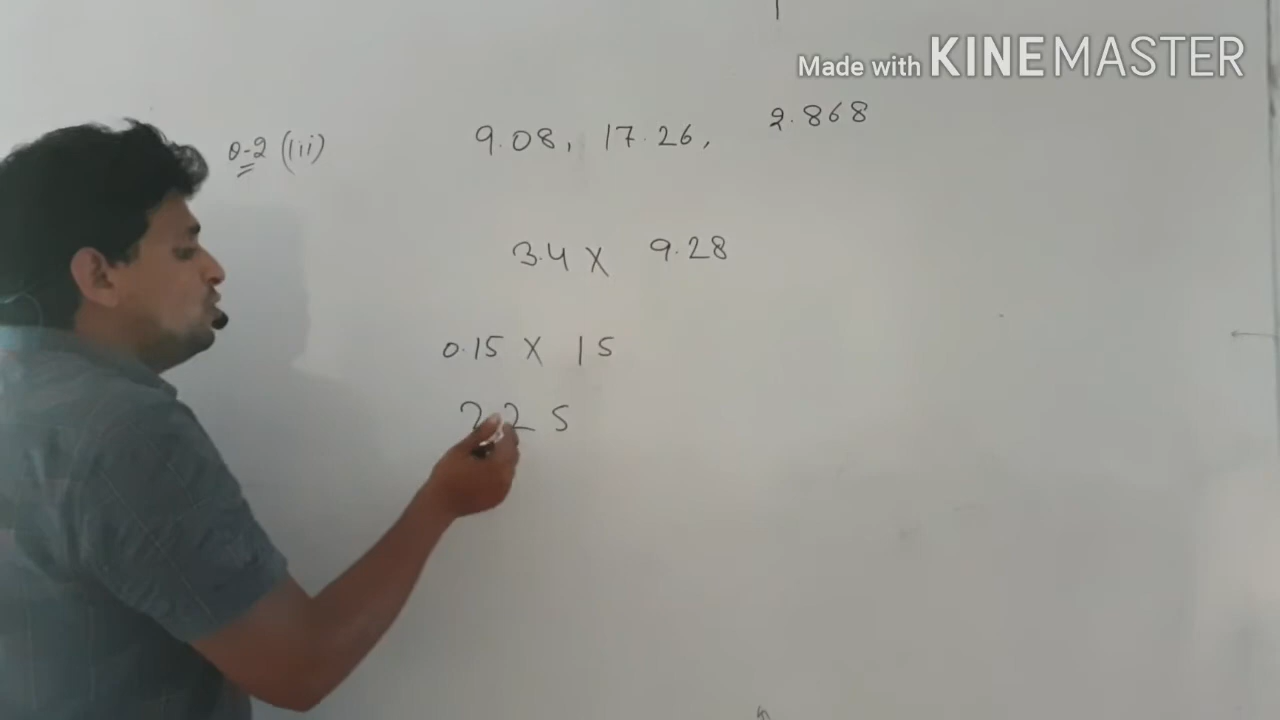 Made with KINEMASTER
Q-2 (iii) 9.08, 17.26, 2.868
3.4 X 9.28
0.15 X 15
2 2 5